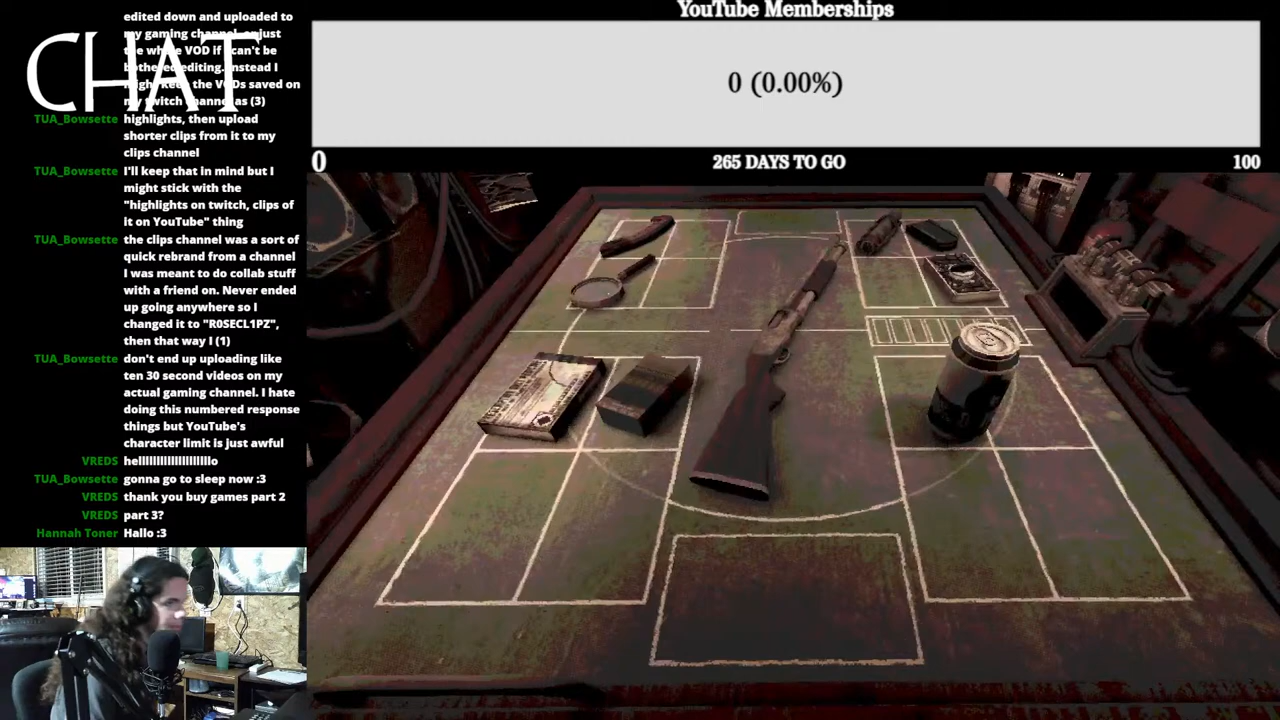 edited down and uploaded to
my gaming channel, or just
the whole VOD if I can't be
bothered editing. Instead I
might keep the VODs saved on
my twitch channel as (3)
CHAT
TUA_Bowsette highlights, then upload
shorter clips from it to my
clips channel
TUA_Bowsette I'll keep that in mind but I
might stick with the
"highlights on twitch, clips of
it on YouTube" thing
TUA_Bowsette the clips channel was a sort of
quick rebrand from a channel
I was meant to do collab stuff
with a friend on. Never ended
up going anywhere so I
changed it to "R0SECL1PZ",
then that way I (1)
TUA_Bowsette don't end up uploading like
ten 30 second videos on my
actual gaming channel. I hate
doing this numbered response
things but YouTube's
character limit is just awful
VREDS helllllllllllllllllllo
TUA_Bowsette gonna go to sleep now :3
VREDS thank you buy games part 2
VREDS part 3?
Hannah Toner Hallo :3
YouTube Memberships
0 (0.00%)
0
265 DAYS TO GO
100